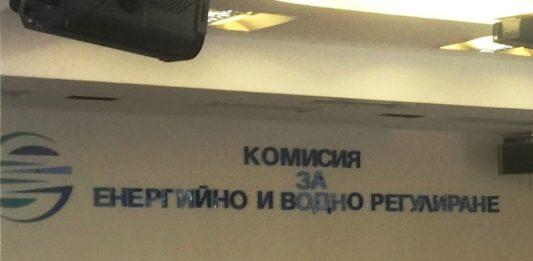 КОМИСИЯ
ЗА
ЕНЕРГИЙНО И ВОДНО РЕГУЛИРАНЕ